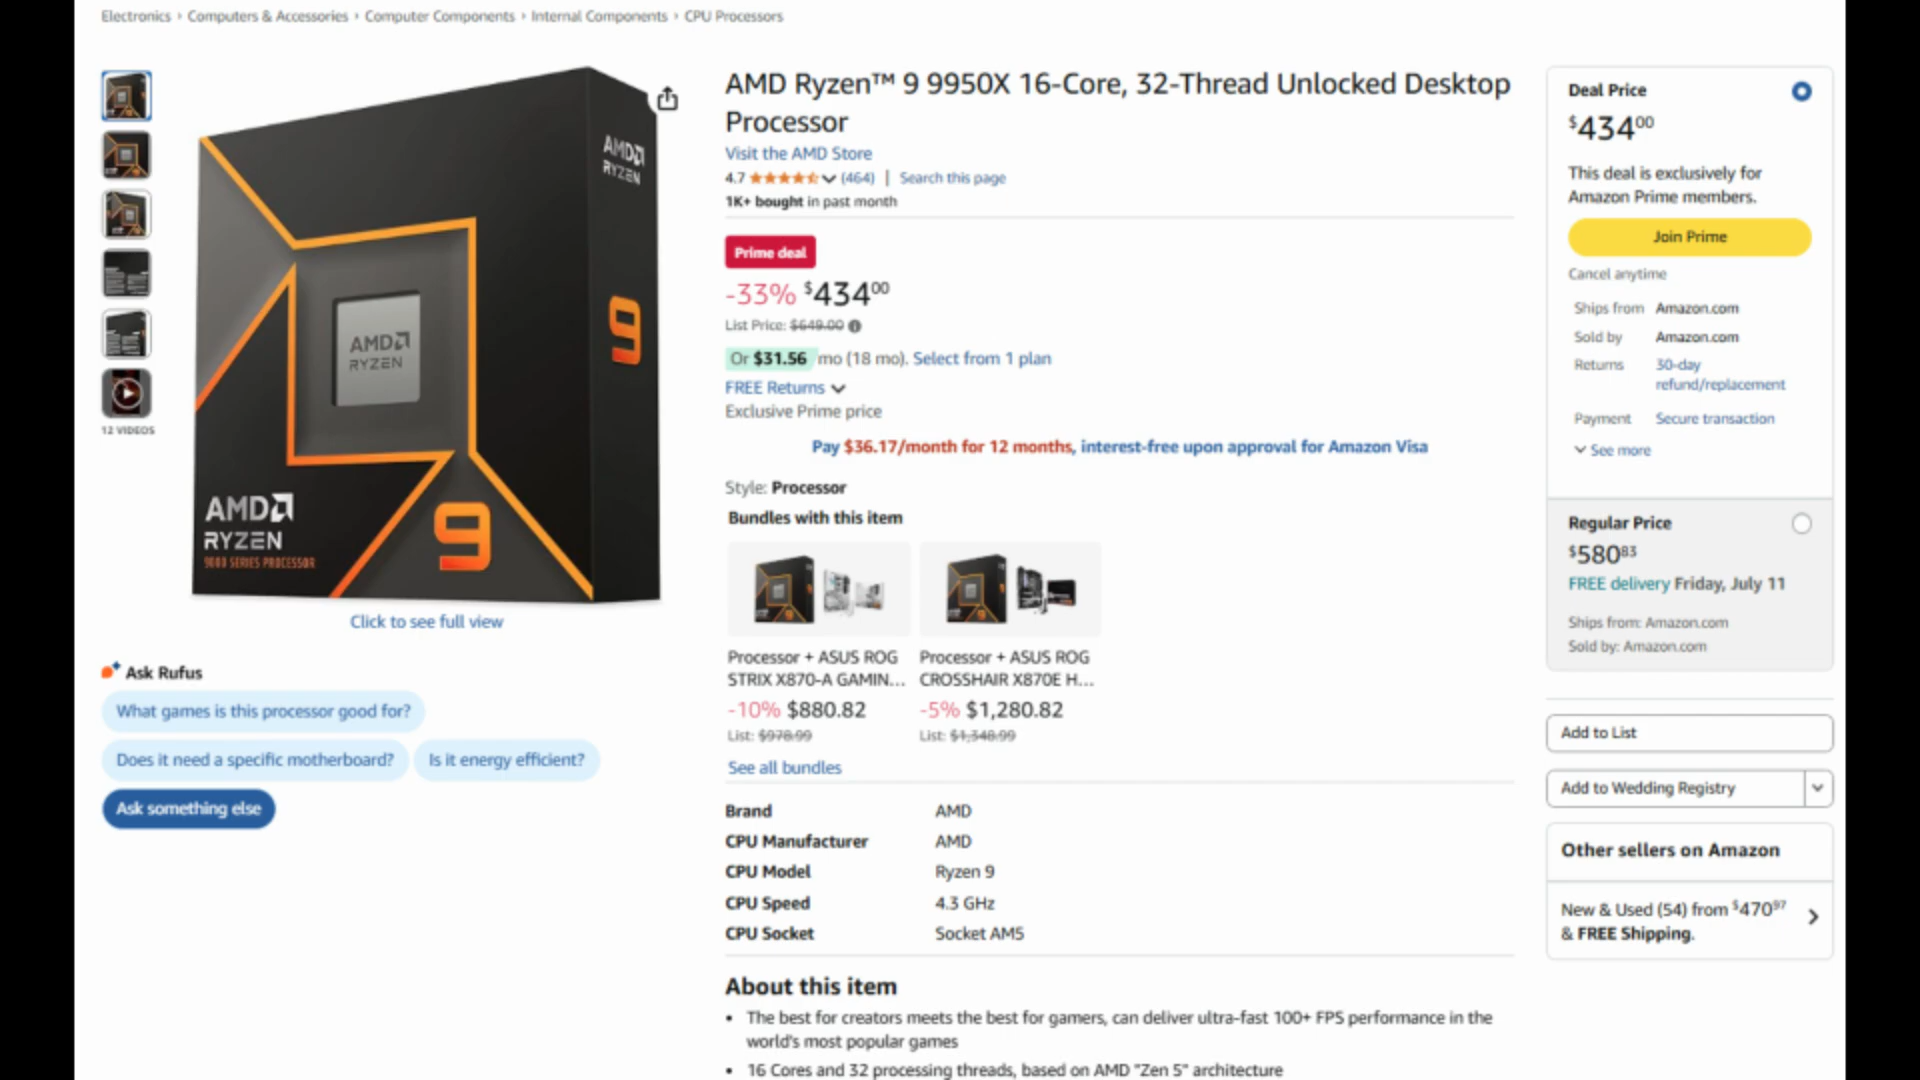 Electronics › Computers & Accessories › Computer Components › Internal Components › CPU Processors
12 VIDEOS
AMD
RYZEN
9
AMD
RYZEN
AMD
RYZEN
9000 SERIES PROCESSOR
9
Click to see full view
Ask Rufus
What games is this processor good for?
Does it need a specific motherboard?
Is it energy efficient?
Ask something else
AMD Ryzen™ 9 9950X 16-Core, 32-Thread Unlocked Desktop
Processor
Visit the AMD Store
4.7 (464) | Search this page
1K+ bought in past month
Prime deal
-33% $434.00
List Price: $649.00
Or $31.56 /mo (18 mo). Select from 1 plan
FREE Returns
Exclusive Prime price
Pay $36.17/month for 12 months, interest-free upon approval for Amazon Visa
Style: Processor
Bundles with this item
Processor + ASUS ROG
STRIX X870-A GAMIN...
-10% $880.82
List: $978.99
Processor + ASUS ROG
CROSSHAIR X870E H...
-5% $1,280.82
List: $1,348.99
See all bundles
Brand AMD
CPU Manufacturer AMD
CPU Model Ryzen 9
CPU Speed 4.3 GHz
CPU Socket Socket AM5
About this item
• The best for creators meets the best for gamers, can deliver ultra-fast 100+ FPS performance in the
world's most popular games
• 16 Cores and 32 processing threads, based on AMD "Zen 5" architecture
Deal Price
$434.00
This deal is exclusively for
Amazon Prime members.
Join Prime
Cancel anytime
Ships from Amazon.com
Sold by Amazon.com
Returns 30-day
refund/replacement
Payment Secure transaction
See more
Regular Price
$580.83
FREE delivery Friday, July 11
Ships from: Amazon.com
Sold by: Amazon.com
Add to List
Add to Wedding Registry
Other sellers on Amazon
New & Used (54) from $470.97
& FREE Shipping.